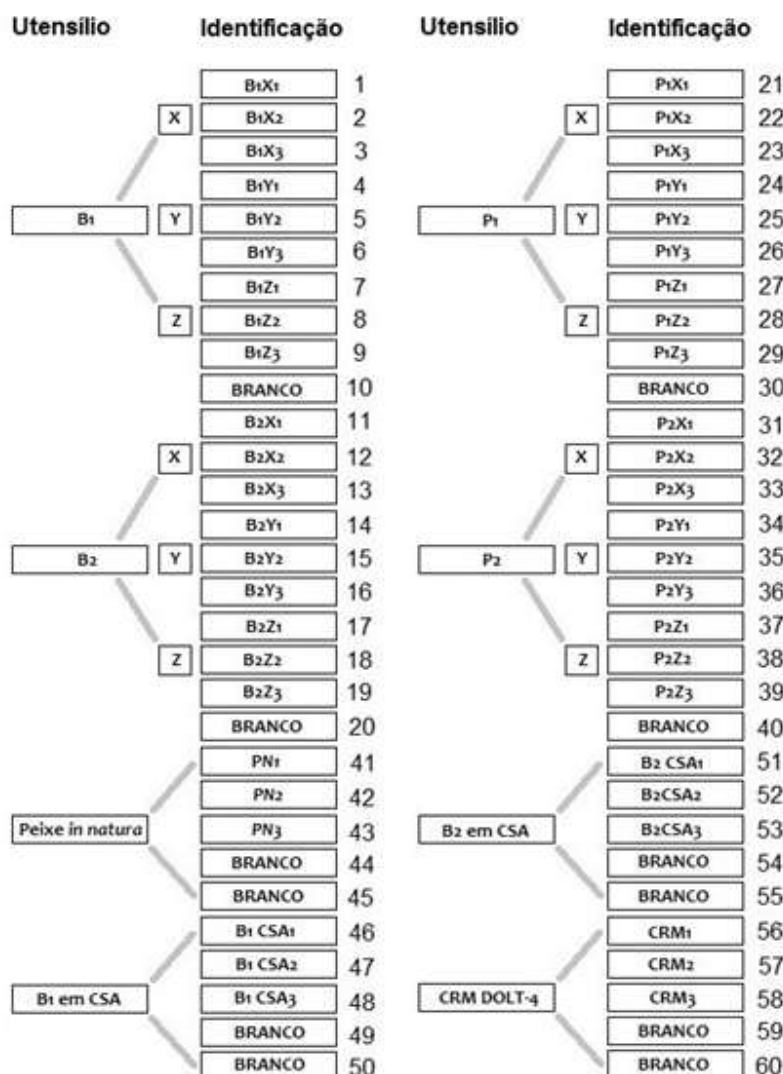 Utensílio Identificação
B1X1 1
X B1X2 2
B1X3 3
B1Y1 4
B1 Y B1Y2 5
B1Y3 6
B1Z1 7
Z B1Z2 8
B1Z3 9
BRANCO 10
B2X1 11
X B2X2 12
B2X3 13
B2Y1 14
B2 Y B2Y2 15
B2Y3 16
B2Z1 17
Z B2Z2 18
B2Z3 19
BRANCO 20
PN1 41
PN2 42
Peixe in natura PN3 43
BRANCO 44
BRANCO 45
B1 CSA1 46
B1 CSA2 47
B1 em CSA B1 CSA3 48
BRANCO 49
BRANCO 50
Utensilio Identificação
P1X1 21
X P1X2 22
P1X3 23
P1Y1 24
P1 Y P1Y2 25
P1Y3 26
P1Z1 27
Z P1Z2 28
P1Z3 29
BRANCO 30
P2X1 31
X P2X2 32
P2X3 33
P2Y1 34
P2 Y P2Y2 35
P2Y3 36
P2Z1 37
Z P2Z2 38
P2Z3 39
BRANCO 40
B2 CSA1 51
B2CSA2 52
B2 em CSA B2CSA3 53
BRANCO 54
BRANCO 55
CRM1 56
CRM2 57
CRM DOLT-4 CRM3 58
BRANCO 59
BRANCO 60